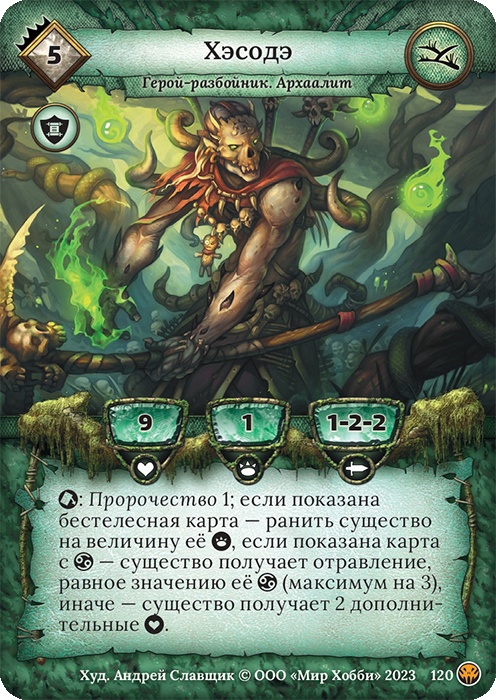 5
Хэсодэ
Герой-разбойник. Архаалит
9 1 1-2-2
: Пророчество 1; если показана
бестелесная карта — ранить существо
на величину её , если показана карта
с — существо получает отравление,
равное значению её (максимум на 3),
иначе — существо получает 2 дополни-
тельные .
Худ. Андрей Славщик © ООО «Мир Хобби» 2023 120